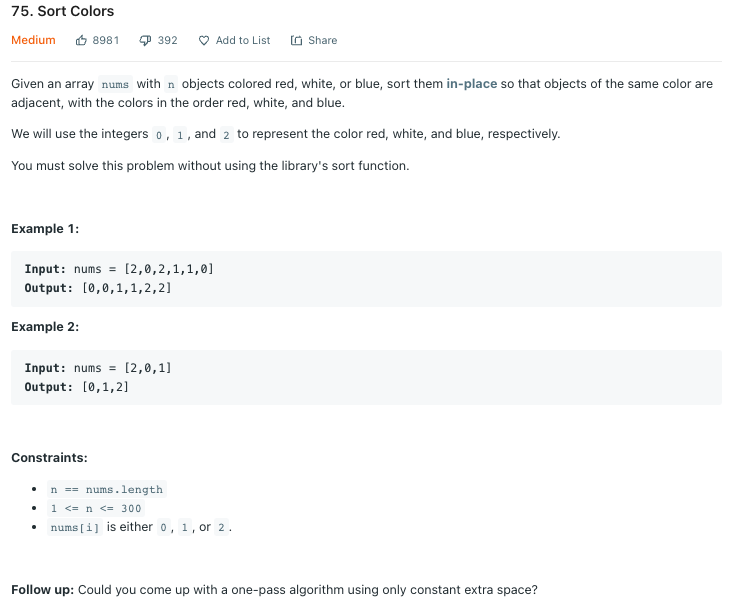 75. Sort Colors
Medium 8981 392 Add to List Share
Given an array nums with n objects colored red, white, or blue, sort them in-place so that objects of the same color are
adjacent, with the colors in the order red, white, and blue.
We will use the integers 0, 1, and 2 to represent the color red, white, and blue, respectively.
You must solve this problem without using the library's sort function.
Example 1:
Input: nums = [2,0,2,1,1,0]
Output: [0,0,1,1,2,2]
Example 2:
Input: nums = [2,0,1]
Output: [0,1,2]
Constraints:
• n == nums.length
• 1 <= n <= 300
• nums[i] is either 0, 1, or 2.
Follow up: Could you come up with a one-pass algorithm using only constant extra space?